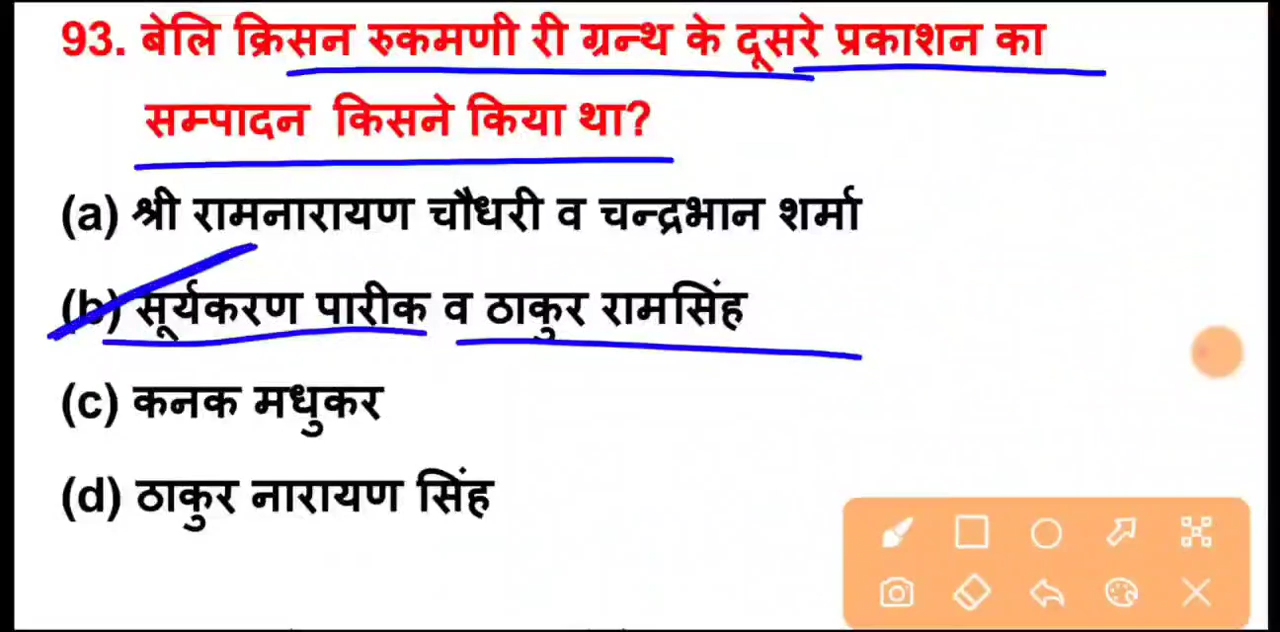 93. बेलि क्रिसन रुकमणी री ग्रन्थ के दूसरे प्रकाशन का
सम्पादन किसने किया था?
(a) श्री रामनारायण चौधरी व चन्द्रभान शर्मा
(b) सूर्यकरण पारीक व ठाकुर रामसिंह
(c) कनक मधुकर
(d) ठाकुर नारायण सिंह